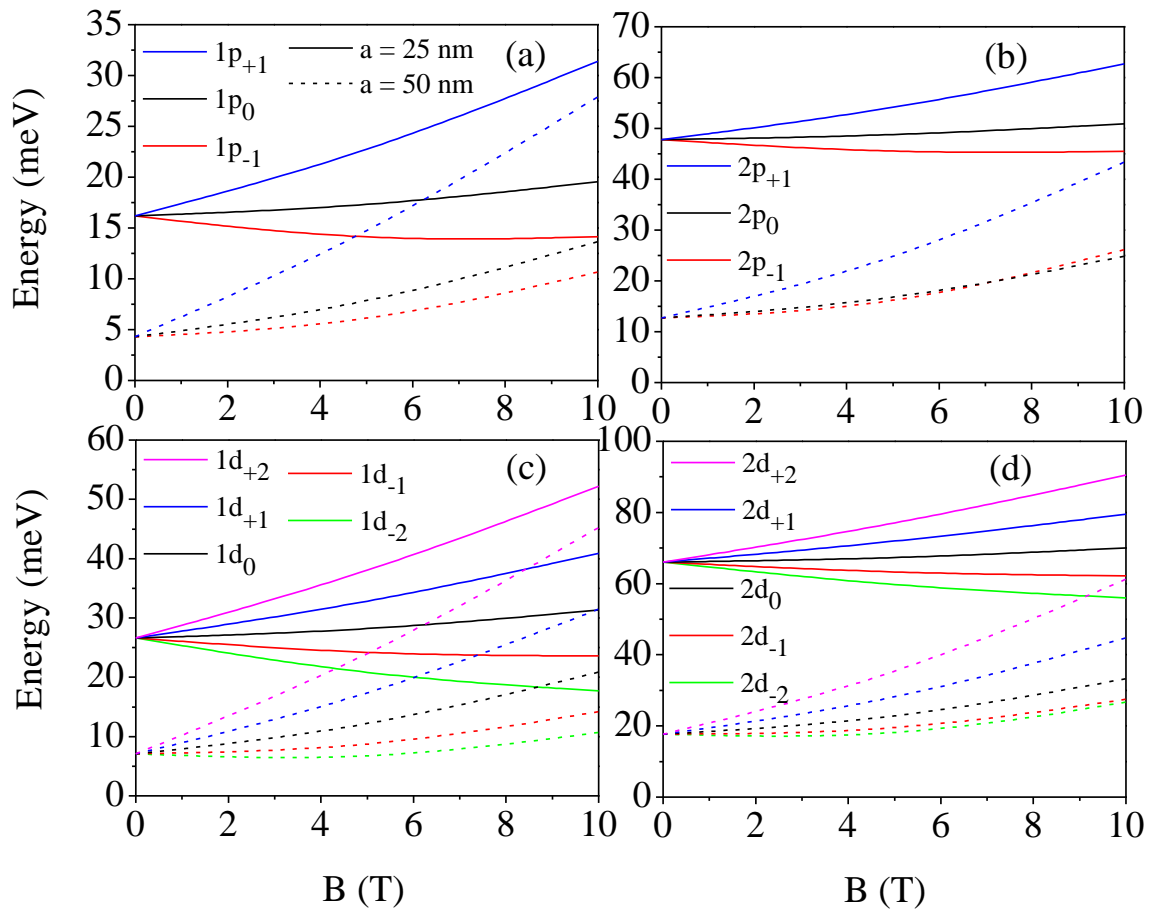 (a)
1p+1
1p0
1p-1
a = 25 nm
a = 50 nm
35
30
25
20
15
10
5
0
0 2 4 6 8 10
Energy (meV)
(b)
2p+1
2p0
2p-1
70
60
50
40
30
20
10
0
0 2 4 6 8 10
(c)
1d+2
1d+1
1d0
1d-1
1d-2
60
50
40
30
20
10
0
0 2 4 6 8 10
Energy (meV)
B (T)
(d)
2d+2
2d+1
2d0
2d-1
2d-2
100
80
60
40
20
0
0 2 4 6 8 10
B (T)